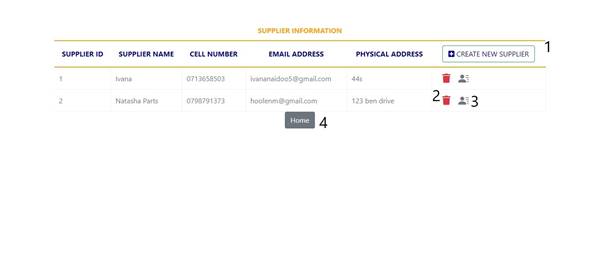 SUPPLIER INFORMATION
SUPPLIER ID SUPPLIER NAME CELL NUMBER EMAIL ADDRESS PHYSICAL ADDRESS CREATE NEW SUPPLIER 1
1 Ivana 0713658503 ivananaidoo5@gmail.com 44s
2 Natasha Parts 0798791373 hoolenm@gmail.com 123 ben drive 2 3
Home 4